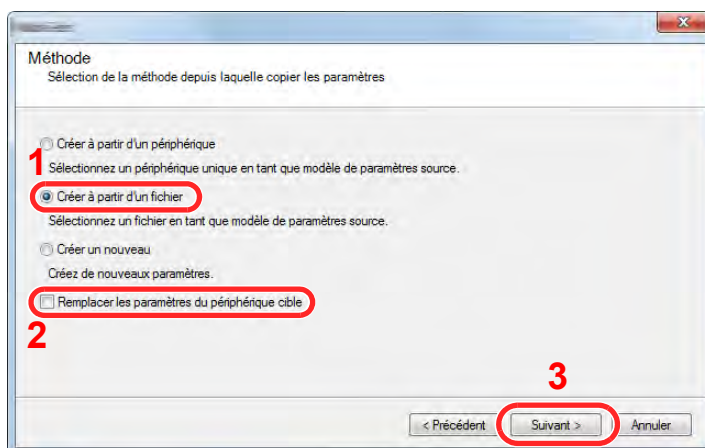 Méthode
Sélection de la méthode depuis laquelle copier les paramètres
Créer à partir d'un périphérique
1
Sélectionnez un périphérique unique en tant que modèle de paramètres source.
Créer à partir d'un fichier
Sélectionnez un fichier en tant que modèle de paramètres source.
Créer un nouveau
Créez de nouveaux paramètres.
Remplacer les paramètres du périphérique cible
2
3
< Précédent Suivant > Annuler